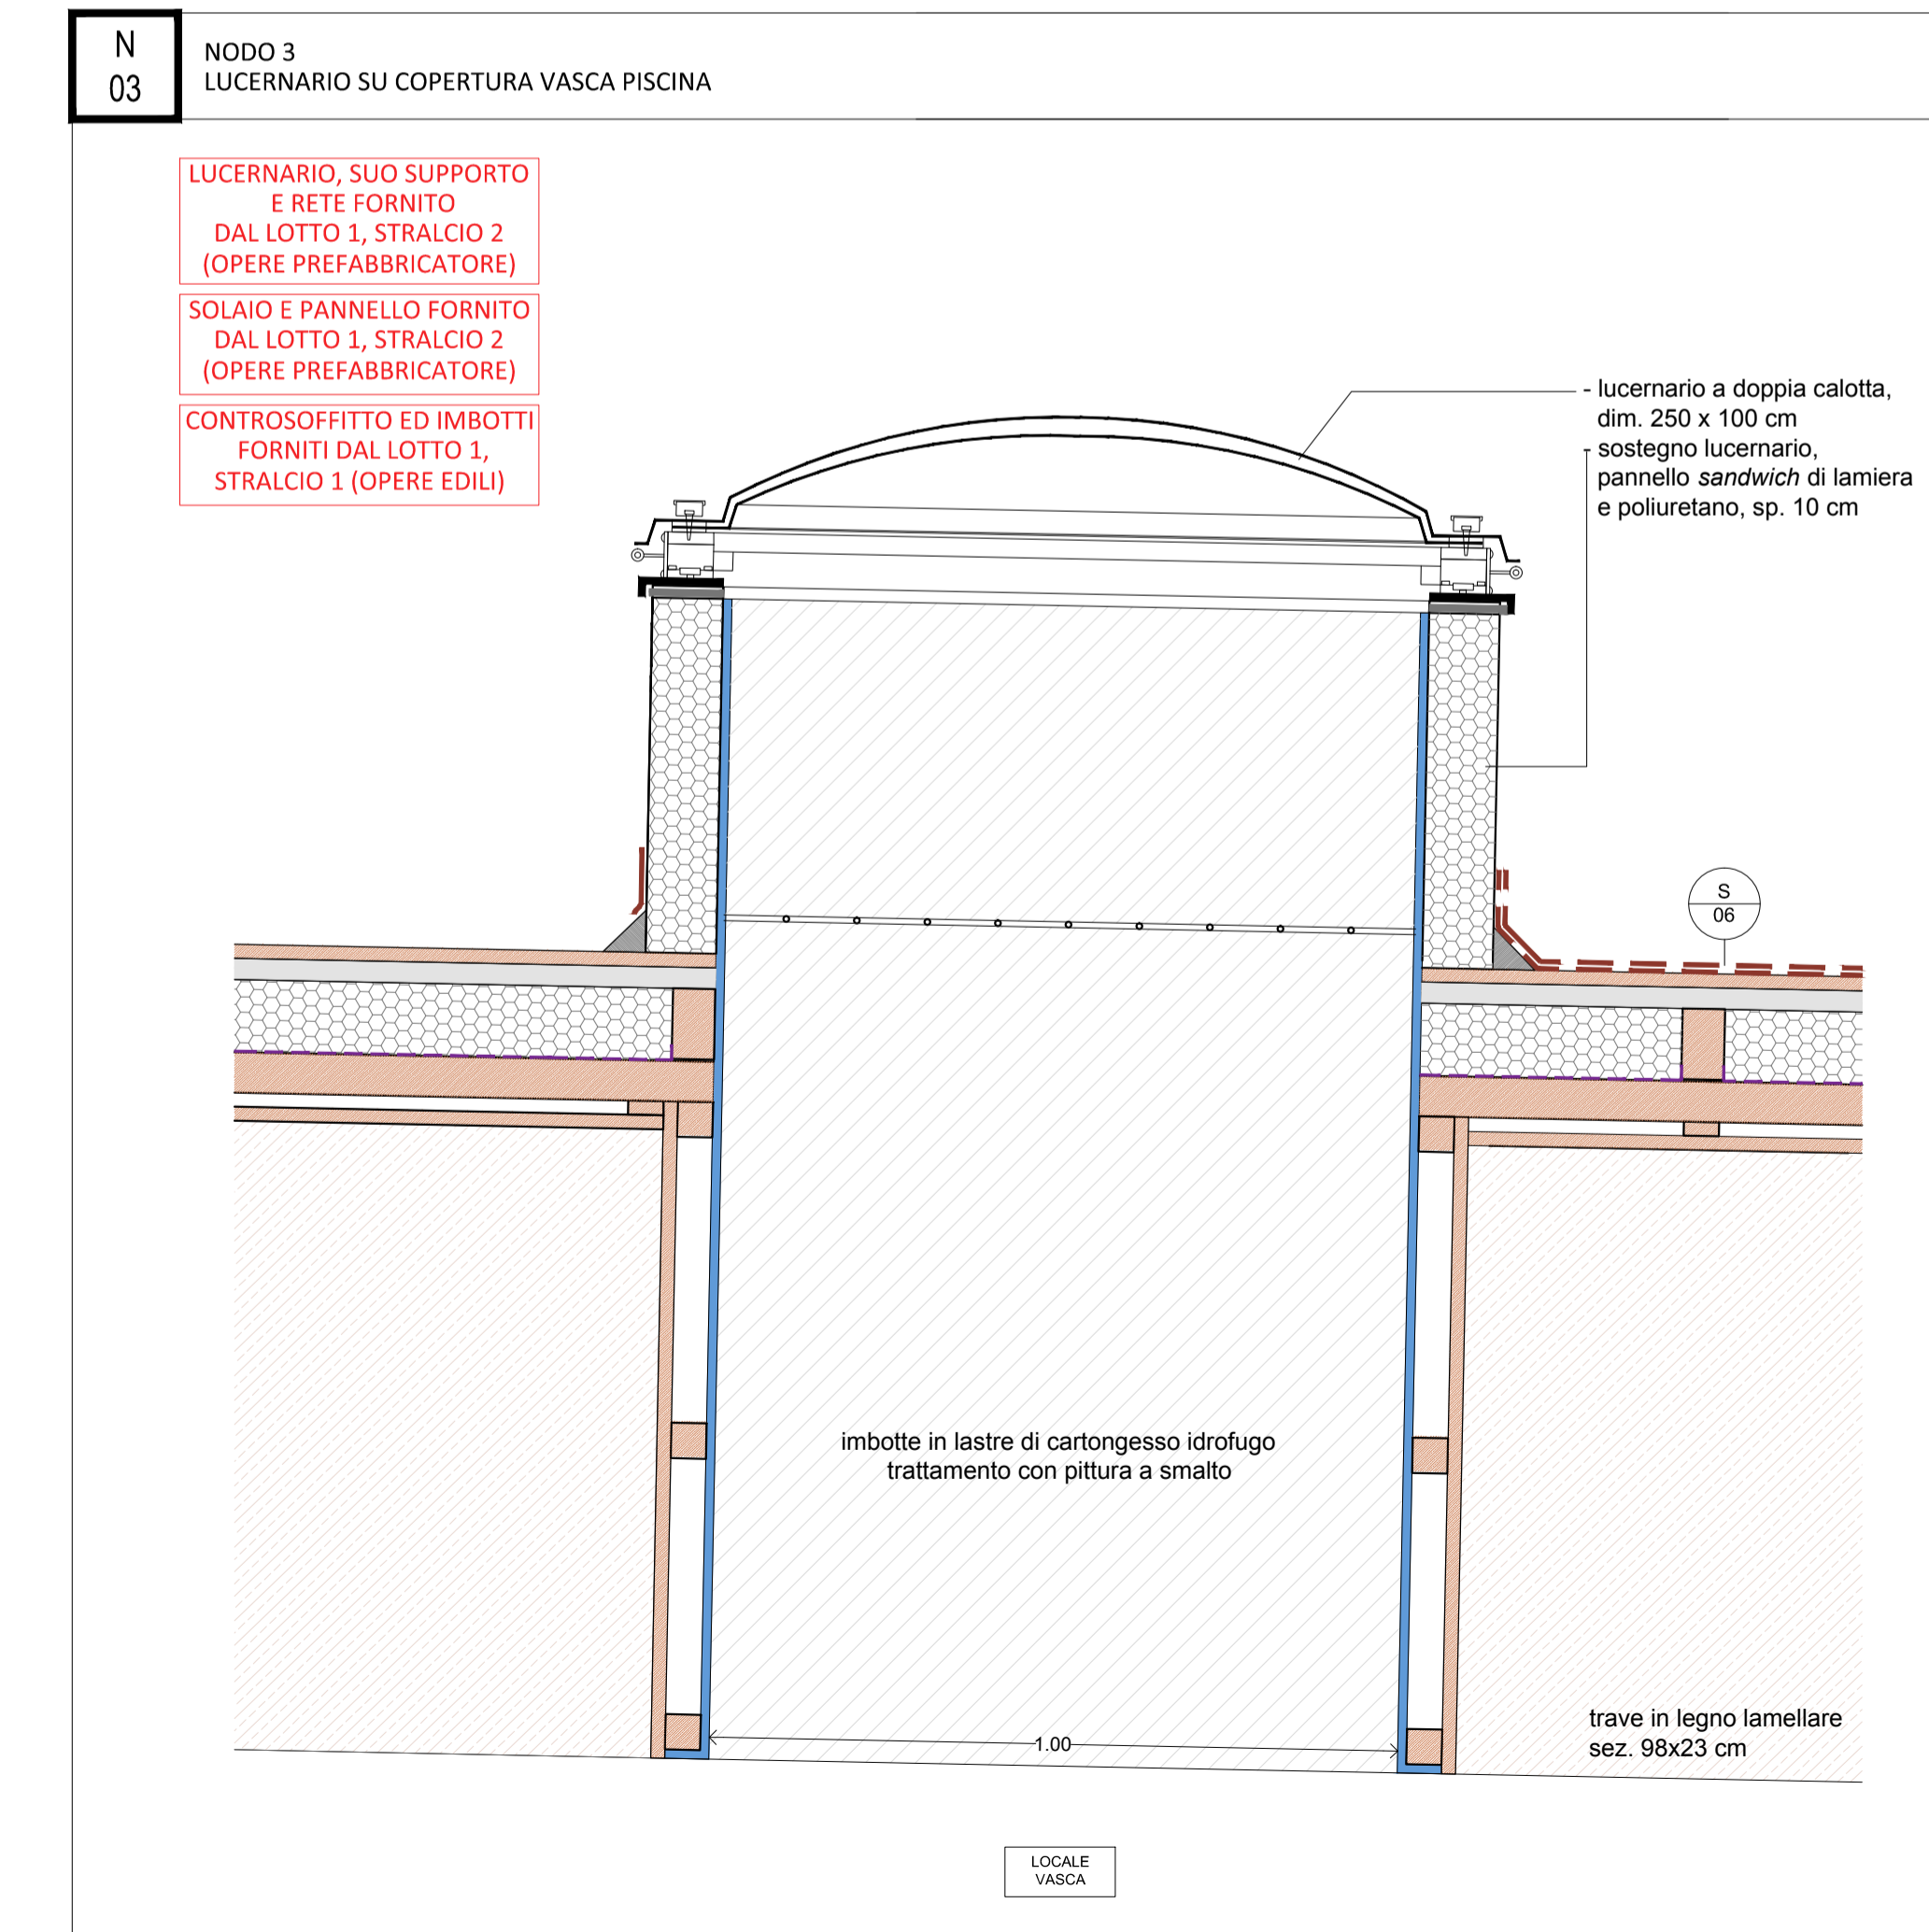 N
03
NODO 3
LUCERNARIO SU COPERTURA VASCA PISCINA
LUCERNARIO, SUO SUPPORTO
E RETE FORNITO
DAL LOTTO 1, STRALCIO 2
(OPERE PREFABBRICATORE)
SOLAIO E PANNELLO FORNITO
DAL LOTTO 1, STRALCIO 2
(OPERE PREFABBRICATORE)
CONTROSOFFITTO ED IMBOTTI
FORNITI DAL LOTTO 1,
STRALCIO 1 (OPERE EDILI)
- lucernario a doppia calotta,
dim. 250 x 100 cm
- sostegno lucernario,
pannello sandwich di lamiera
e poliuretano, sp. 10 cm
S
06
imbotte in lastre di cartongesso idrofugo
trattamento con pittura a smalto
trave in legno lamellare
sez. 98x23 cm
1.00
LOCALE
VASCA